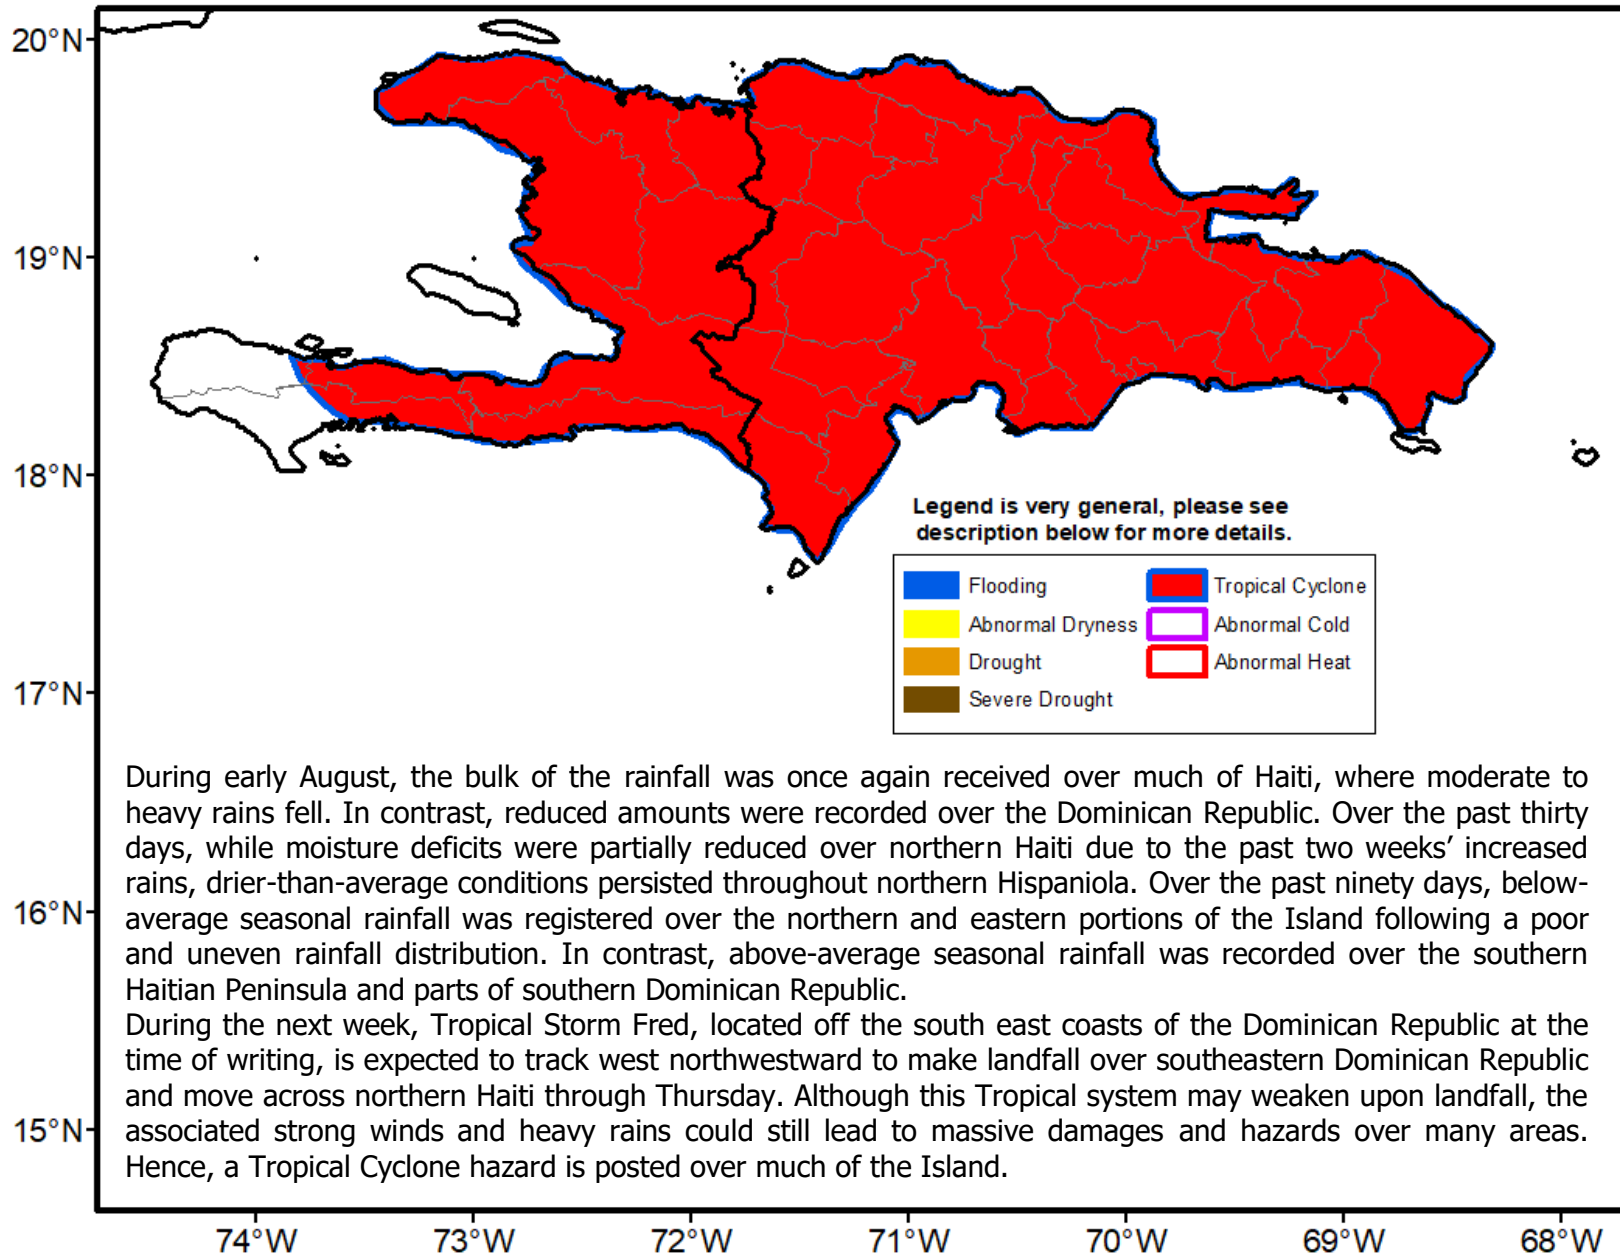 20°N
19°N
18°N
17°N
16°N
15°N
Legend is very general, please see
description below for more details.
Flooding
Tropical Cyclone
Abnormal Dryness
Abnormal Cold
Drought
Abnormal Heat
Severe Drought
During early August, the bulk of the rainfall was once again received over much of Haiti, where moderate to
heavy rains fell. In contrast, reduced amounts were recorded over the Dominican Republic. Over the past thirty
days, while moisture deficits were partially reduced over northern Haiti due to the past two weeks’ increased
rains, drier-than-average conditions persisted throughout northern Hispaniola. Over the past ninety days, below-
average seasonal rainfall was registered over the northern and eastern portions of the Island following a poor
and uneven rainfall distribution. In contrast, above-average seasonal rainfall was recorded over the southern
Haitian Peninsula and parts of southern Dominican Republic.
During the next week, Tropical Storm Fred, located off the south east coasts of the Dominican Republic at the
time of writing, is expected to track west northwestward to make landfall over southeastern Dominican Republic
and move across northern Haiti through Thursday. Although this Tropical system may weaken upon landfall, the
associated strong winds and heavy rains could still lead to massive damages and hazards over many areas.
Hence, a Tropical Cyclone hazard is posted over much of the Island.
74°W 73°W 72°W 71°W 70°W 69°W 68°W